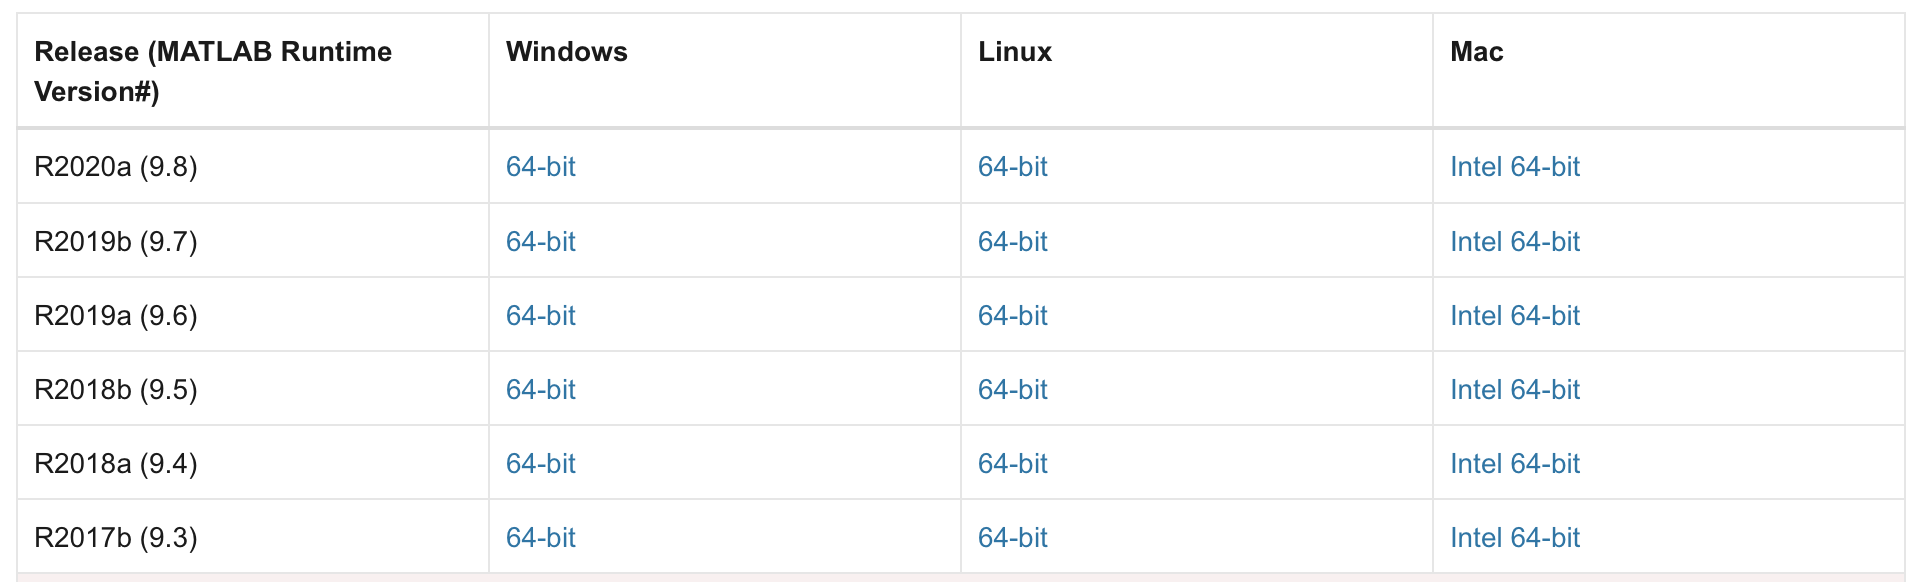 Release (MATLAB Runtime
Version#)
Windows
Linux
Mac
R2020a (9.8)
64-bit
64-bit
Intel 64-bit
R2019b (9.7)
64-bit
64-bit
Intel 64-bit
R2019a (9.6)
64-bit
64-bit
Intel 64-bit
R2018b (9.5)
64-bit
64-bit
Intel 64-bit
R2018a (9.4)
64-bit
64-bit
Intel 64-bit
R2017b (9.3)
64-bit
64-bit
Intel 64-bit